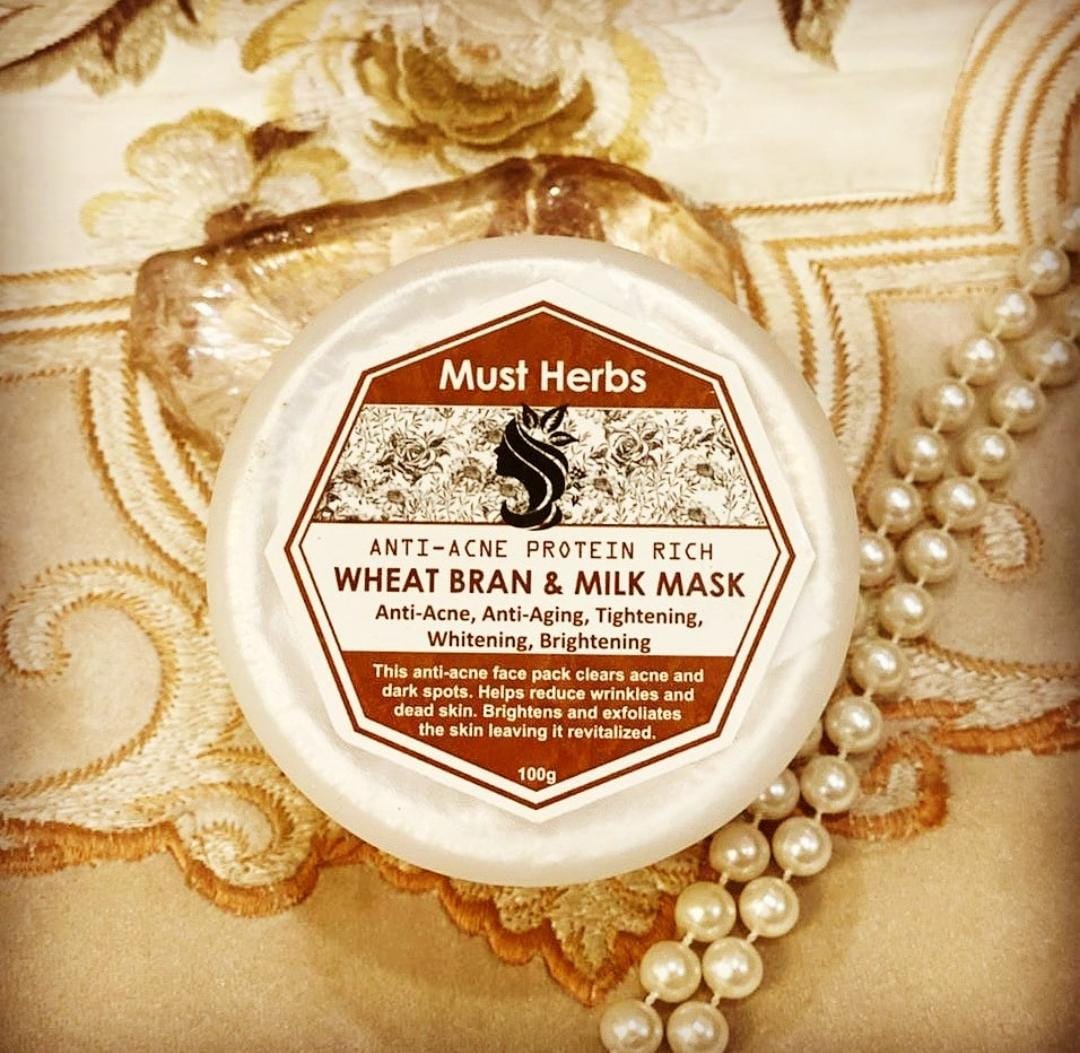 Must Herbs
ANTI-ACNE PROTEIN RICH
WHEAT BRAN & MILK MASK
Anti-Acne, Anti-Aging, Tightening,
Whitening, Brightening
This anti-acne face pack clears acne and
dark spots. Helps reduce wrinkles and
dead skin. Brightens and exfoliates
the skin leaving it revitalized.
100g